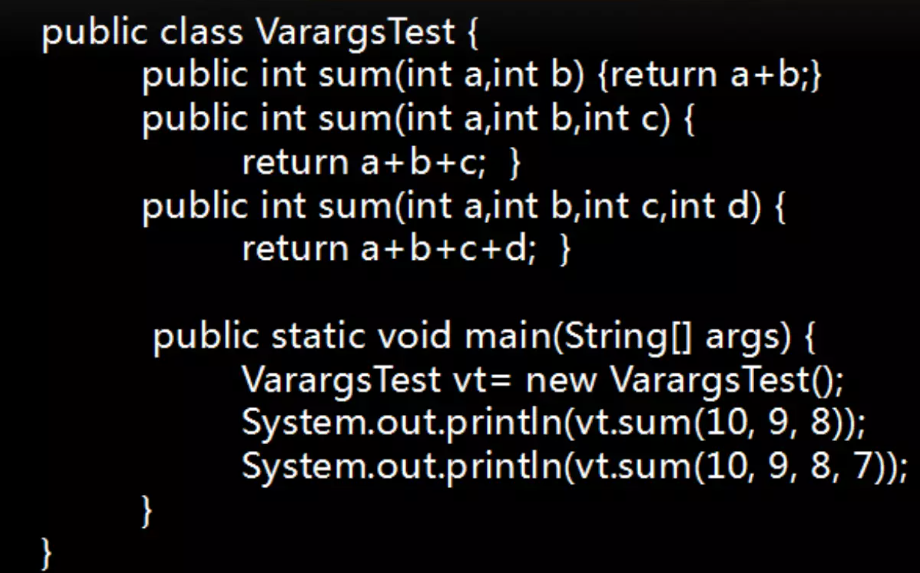 public class VarargsTest {
public int sum(int a,int b) {return a+b;}
public int sum(int a,int b,int c) {
return a+b+c;  }
public int sum(int a,int b,int c,int d) {
return a+b+c+d;  }
public static void main(String[] args) {
VarargsTest vt= new VarargsTest();
System.out.println(vt.sum(10, 9, 8));
System.out.println(vt.sum(10, 9, 8, 7));
}
}